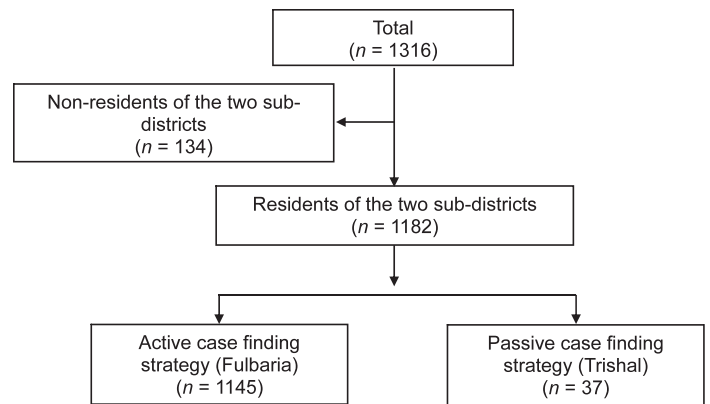 Total
(n = 1316)
Non-residents of the two sub-
districts
(n = 134)
Residents of the two sub-districts
(n = 1182)
Active case finding
strategy (Fulbaria)
(n = 1145)
Passive case finding
strategy (Trishal)
(n = 37)